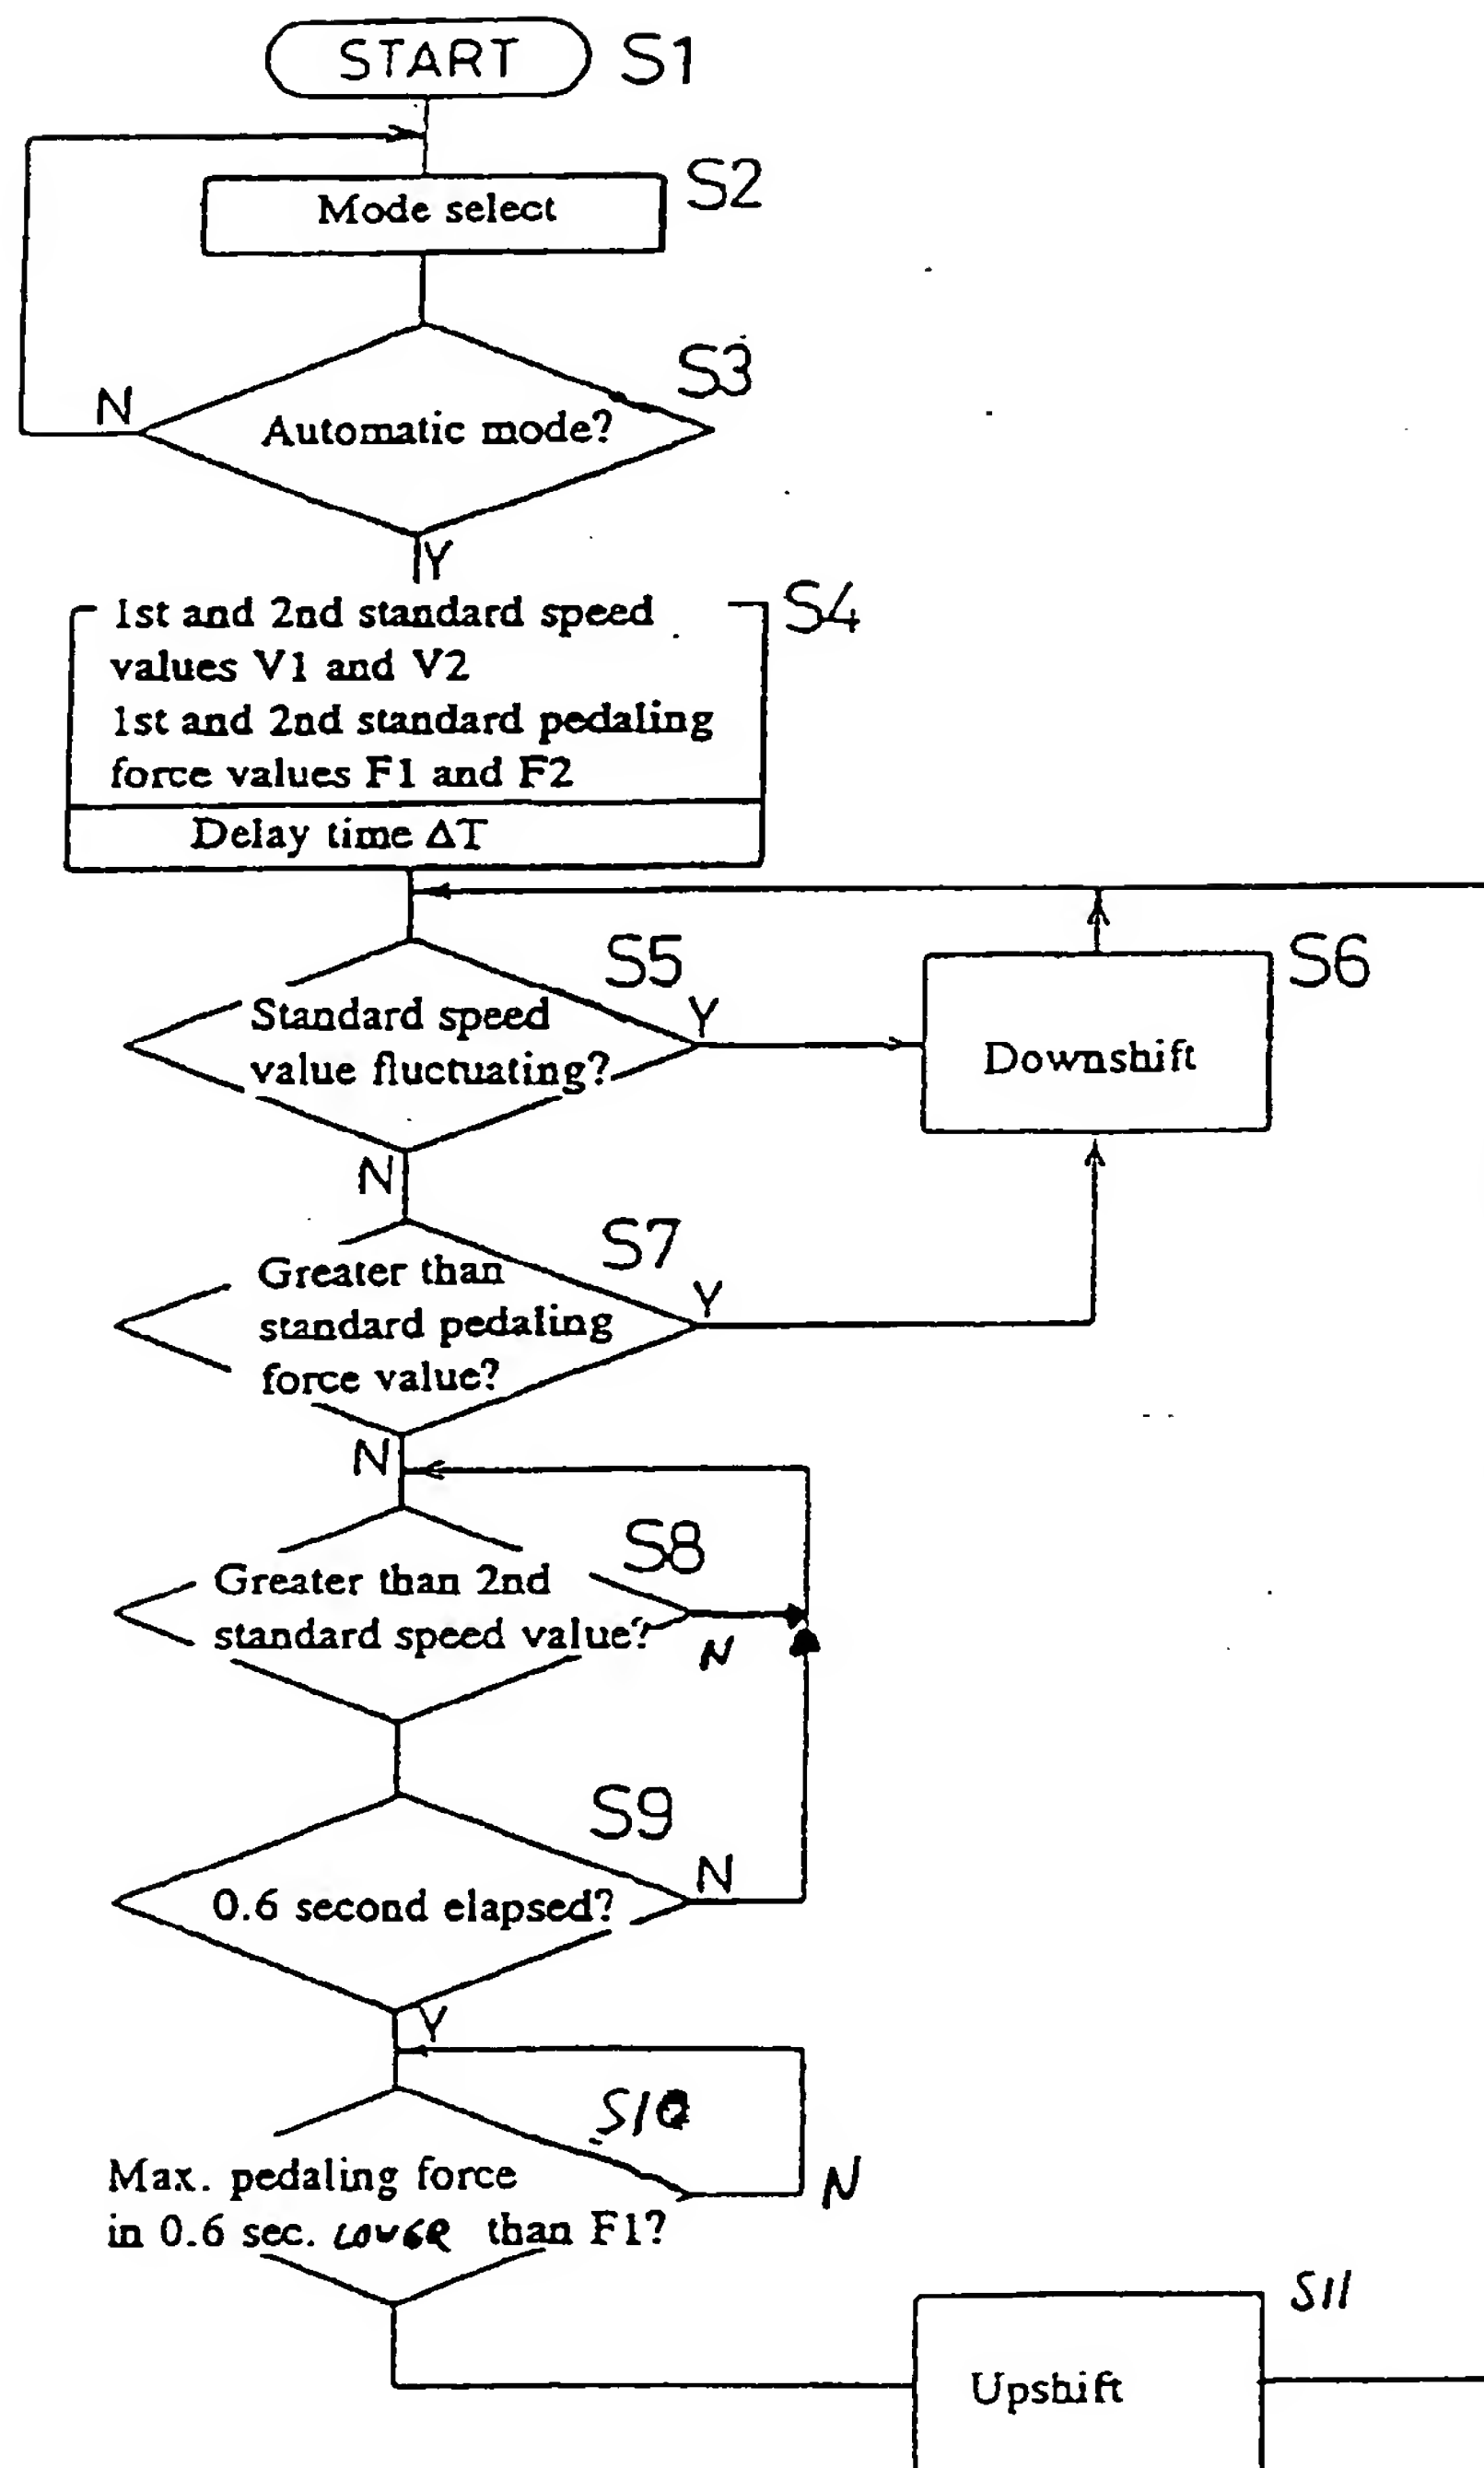 START S1
Mode select S2
S3
N Automatic mode?
Y
1st and 2nd standard speed S4
values V1 and V2
1st and 2nd standard pedaling
force values F1 and F2
Delay time ΔT
S5
Standard speed Y
value fluctuating?
S6
Downshift
N
S7
Greater than Y
standard pedaling
force value?
N
S8
Greater than 2nd
standard speed value? N
S9
0.6 second elapsed? N
Y
S10
Max. pedaling force N
in 0.6 sec. LOWER than F1?
S11
Upshift